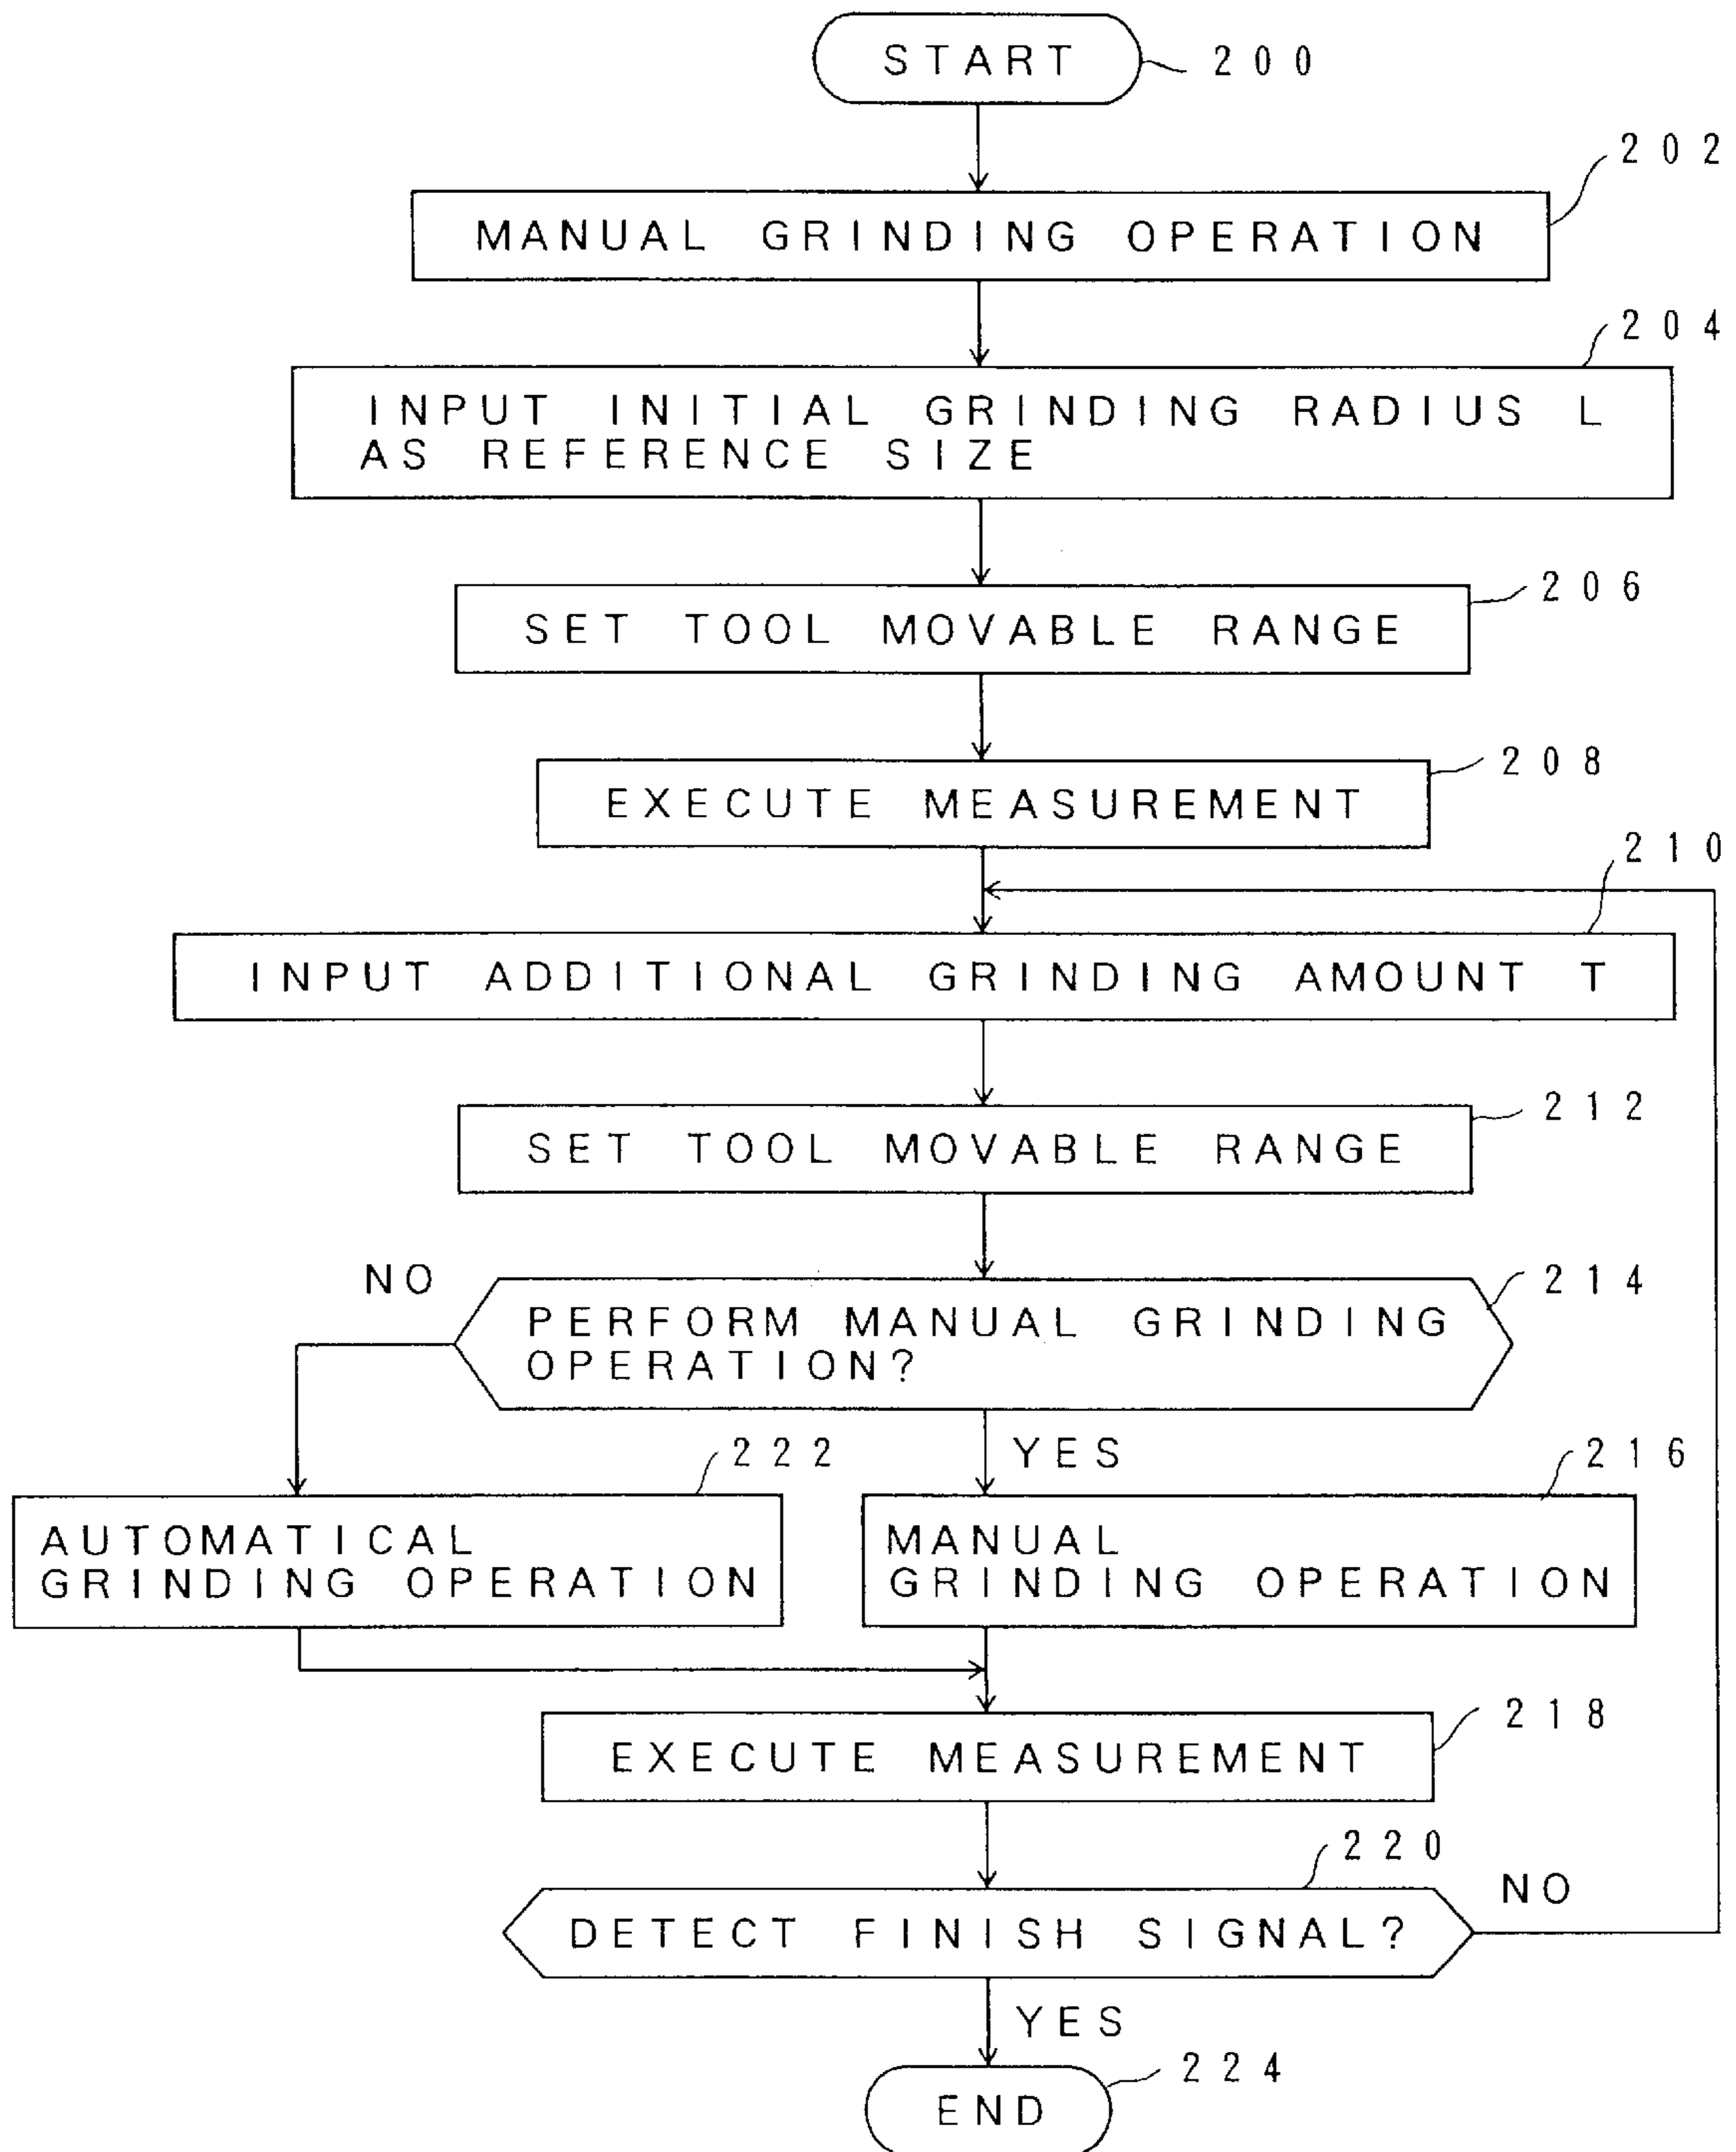 START
200
202
MANUAL GRINDING OPERATION
204
INPUT INITIAL GRINDING RADIUS L
AS REFERENCE SIZE
206
SET TOOL MOVABLE RANGE
208
EXECUTE MEASUREMENT
210
INPUT ADDITIONAL GRINDING AMOUNT T
212
SET TOOL MOVABLE RANGE
NO
214
PERFORM MANUAL GRINDING
OPERATION?
222
YES
216
AUTOMATICAL
GRINDING OPERATION
MANUAL
GRINDING OPERATION
218
EXECUTE MEASUREMENT
220
NO
DETECT FINISH SIGNAL?
YES
224
END